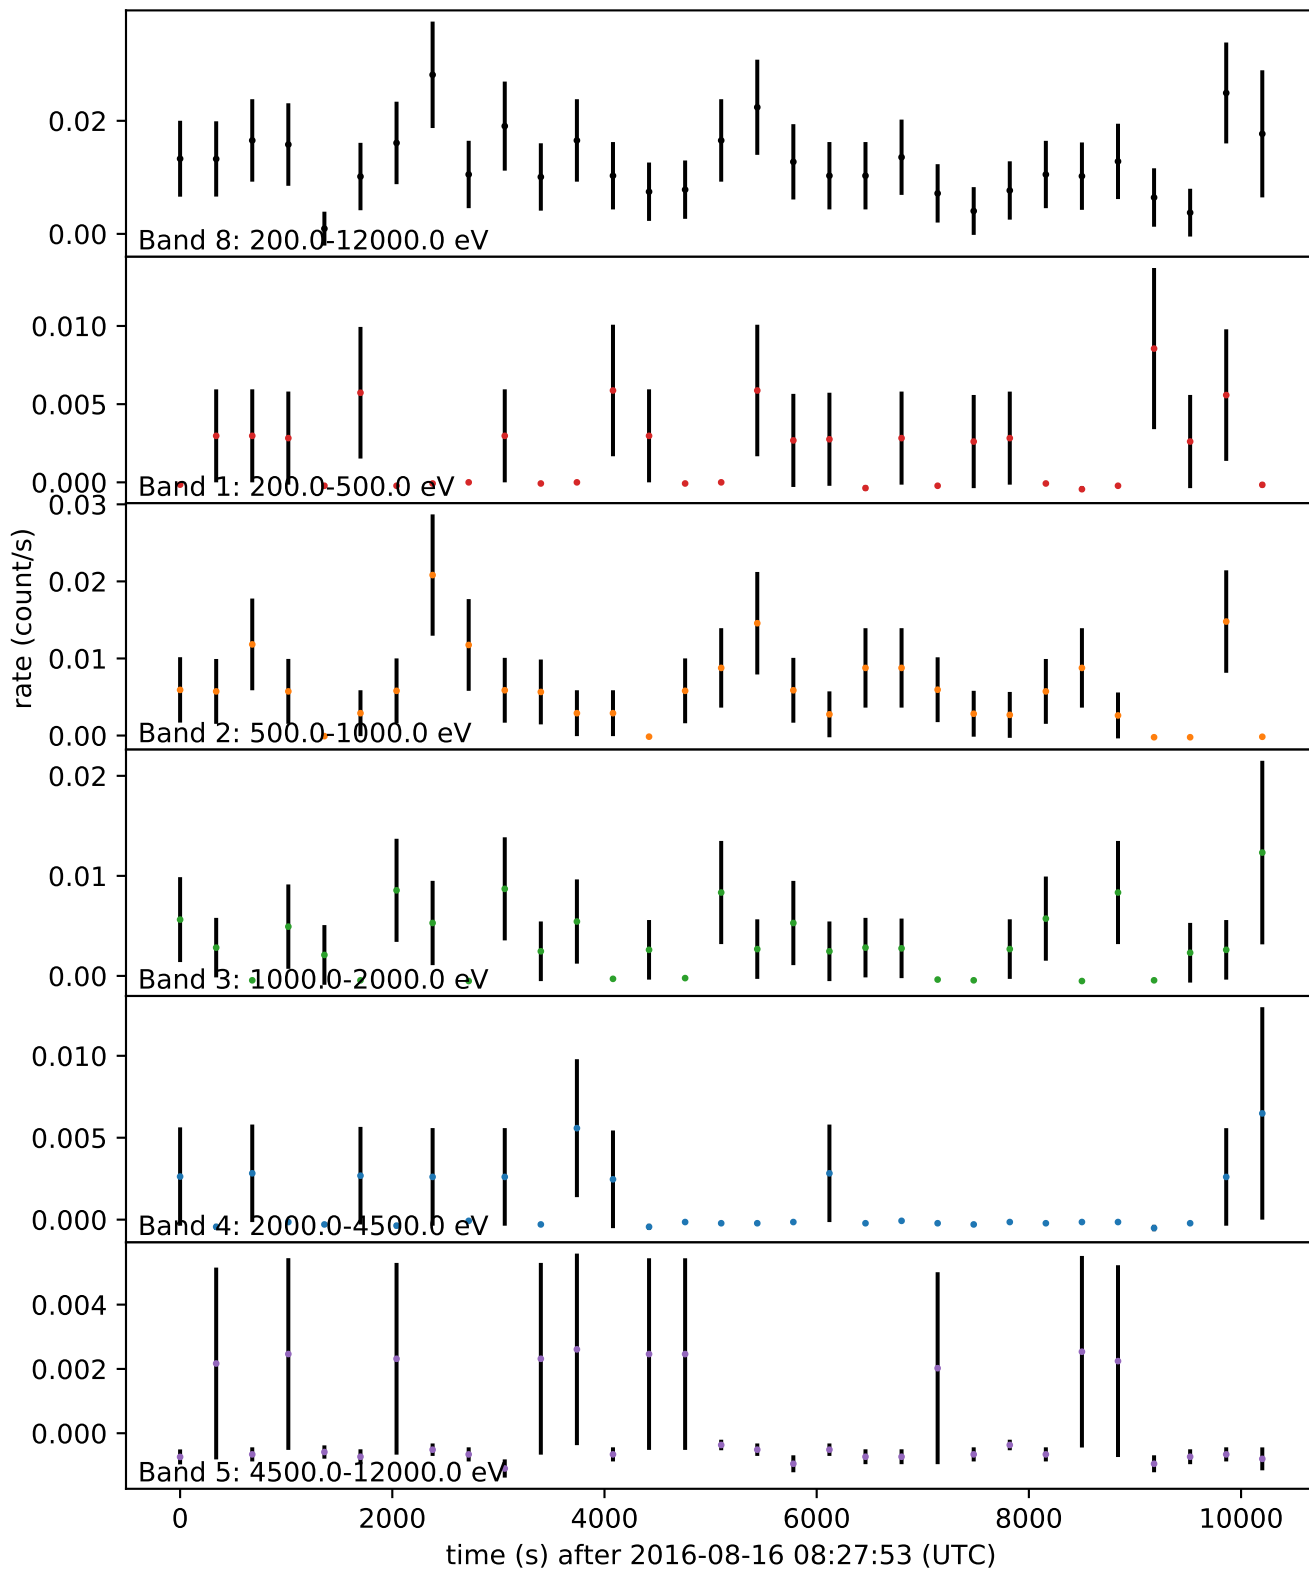 0.02
0.00
Band 8: 200.0-12000.0 eV
0.010
0.005
0.000
Band 1: 200.0-500.0 eV
0.03
0.02
0.01
0.00
Band 2: 500.0-1000.0 eV
rate (count/s)
0.02
0.01
0.00
Band 3: 1000.0-2000.0 eV
0.010
0.005
0.000
Band 4: 2000.0-4500.0 eV
0.004
0.002
0.000
Band 5: 4500.0-12000.0 eV
0 2000 4000 6000 8000 10000
time (s) after 2016-08-16 08:27:53 (UTC)